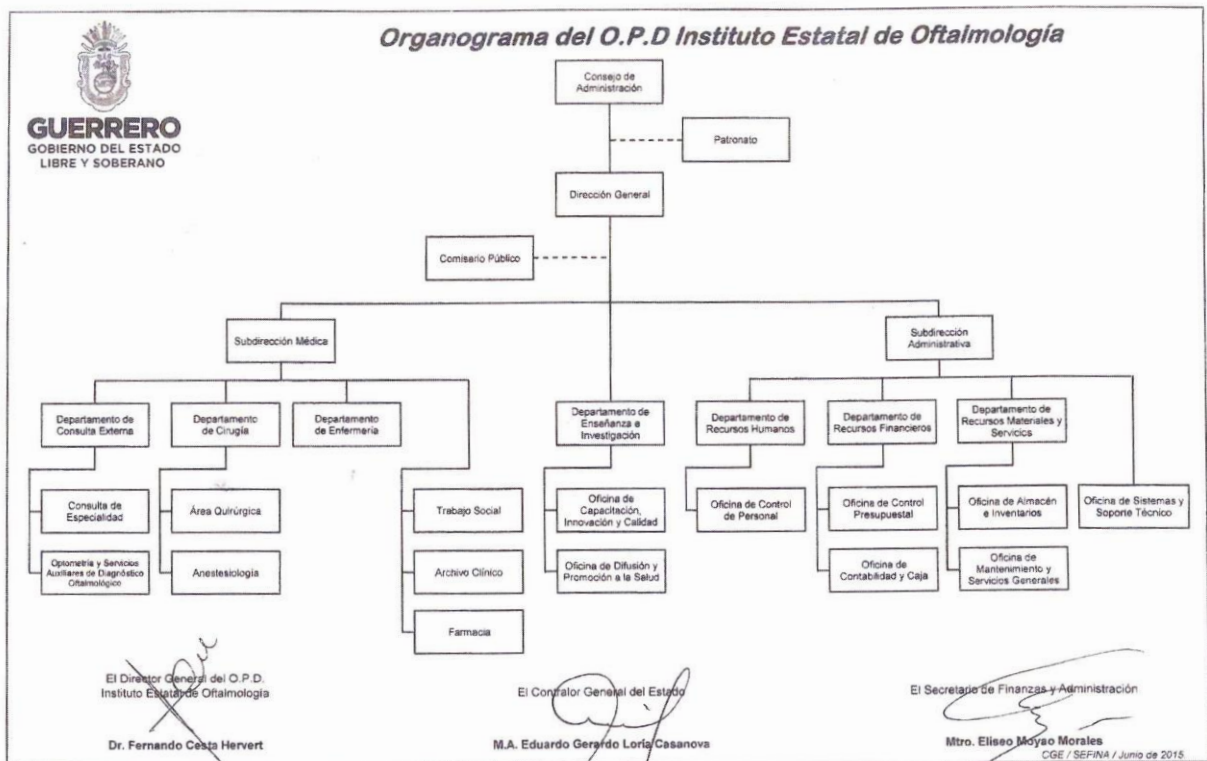 Organograma del O.P.D Instituto Estatal de Oftalmología
GUERRERO
GOBIERNO DEL ESTADO
LIBRE Y SOBERANO
Consejo de
Administración
Patronato
Dirección General
Comisario Público
Subdirección Médica
Subdirección
Administrativa
Departamento de
Consulta Externa
Departamento
de Cirugía
Departamento
de Enfermería
Departamento de
Enseñanza e
Investigación
Departamento de
Recursos Humanos
Departamento de
Recursos Financieros
Departamento de
Recursos Materiales y
Servicios
Consulta de
Especialidad
Área Quirúrgica
Trabajo Social
Oficina de
Capacitación,
Innovación y Calidad
Oficina de Control
de Personal
Oficina de Control
Presupuestal
Oficina de Almacén
e Inventarios
Oficina de Sistemas y
Soporte Técnico
Optometría y Servicios
Auxiliares de Diagnóstico
Oftalmológico
Anestesiología
Archivo Clínico
Oficina de Difusión y
Promoción a la Salud
Oficina de
Contabilidad y Caja
Oficina de
Mantenimiento y
Servicios Generales
Farmacia
El Director General del O.P.D.
Instituto Estatal de Oftalmología
Dr. Fernando Cesta Hervert
El Contralor General del Estado
M.A. Eduardo Gerardo Loria Casanova
El Secretario de Finanzas y Administración
Mtro. Eliseo Moyao Morales
CGE / SEFINA / Junio de 2015